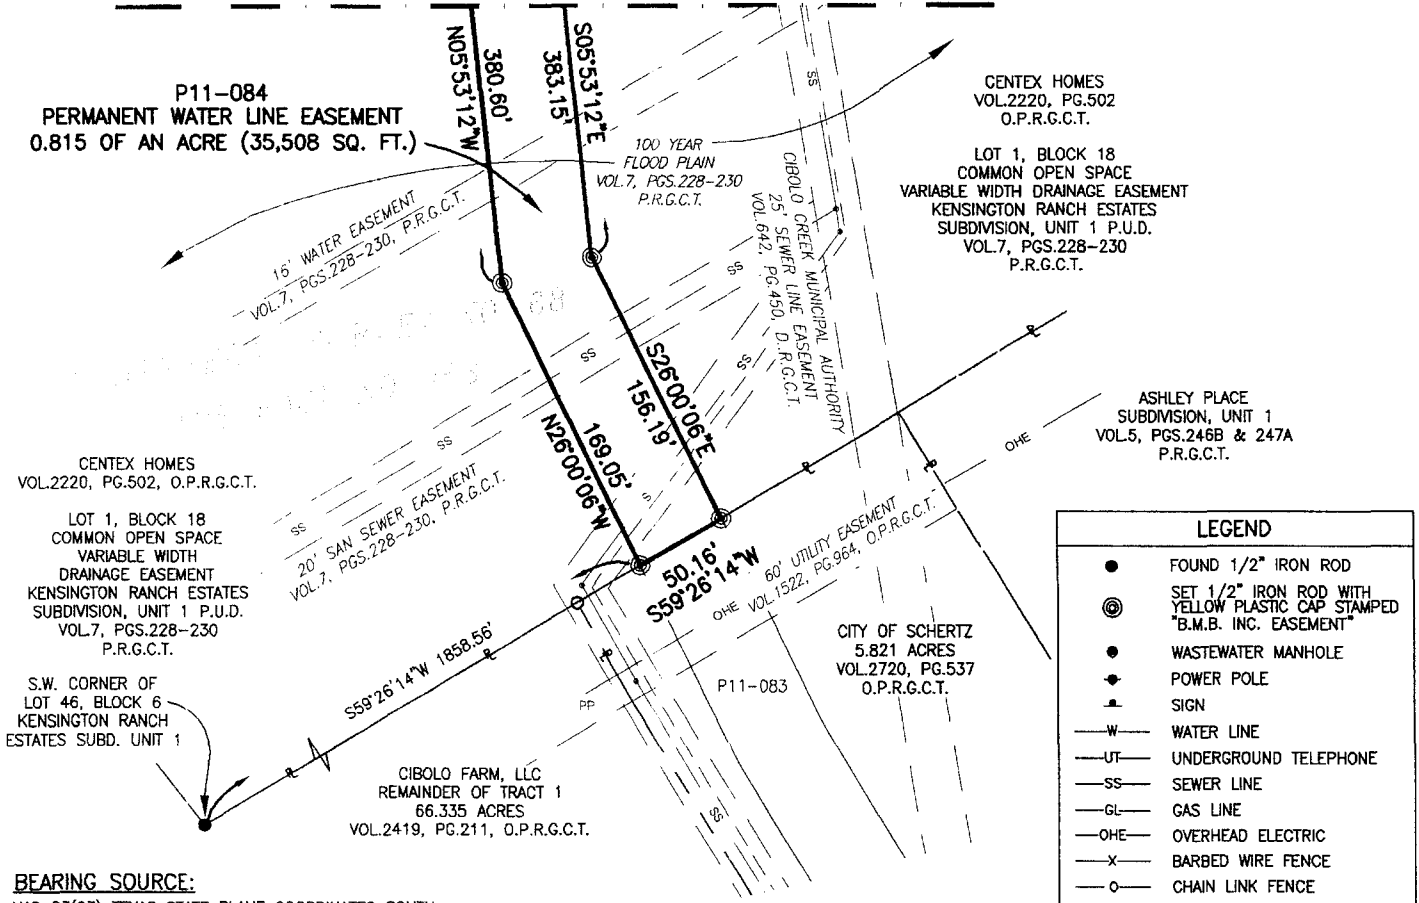 P11-084
PERMANENT WATER LINE EASEMENT
0.815 OF AN ACRE (35,508 SQ. FT.)
N05°53'12"W
380.60'
S05°53'12"E
383.15'
100 YEAR
FLOOD PLAIN
VOL.7, PGS.228-230
P.R.G.C.T.
SS
CENTEX HOMES
VOL.2220, PG.502
O.P.R.G.C.T.
LOT 1, BLOCK 18
COMMON OPEN SPACE
VARIABLE WIDTH DRAINAGE EASEMENT
KENSINGTON RANCH ESTATES
SUBDIVISION, UNIT 1 P.U.D.
VOL.7, PGS.228-230
P.R.G.C.T.
16' WATER EASEMENT
VOL.7, PGS.228-230, P.R.G.C.T.
CIBOLO CREEK MUNICIPAL AUTHORITY
25' SEWER LINE EASEMENT
VOL.642, PG.450, D.R.G.C.T.
SS
SS
SS
S26°00'06"E
156.19'
169.05'
N26°00'06"W
SS
SS
20' SAN SEWER EASEMENT
VOL.7, PGS.228-230, P.R.G.C.T.
S
ASHLEY PLACE
SUBDIVISION, UNIT 1
VOL.5, PGS.246B & 247A
P.R.G.C.T.
OHE
CENTEX HOMES
VOL.2220, PG.502, O.P.R.G.C.T.
LOT 1, BLOCK 18
COMMON OPEN SPACE
VARIABLE WIDTH
DRAINAGE EASEMENT
KENSINGTON RANCH ESTATES
SUBDIVISION, UNIT 1 P.U.D.
VOL.7, PGS.228-230
P.R.G.C.T.
50.16'
S59°26'14"W
60' UTILITY EASEMENT
VOL.1522, PG.964, O.P.R.G.C.T.
OHE
CITY OF SCHERTZ
5.821 ACRES
VOL.2720, PG.537
O.P.R.G.C.T.
P11-083
PP
SS
S59°26'14"W 1858.56'
S.W. CORNER OF
LOT 46, BLOCK 6
KENSINGTON RANCH
ESTATES SUBD. UNIT 1
CIBOLO FARM, LLC
REMAINDER OF TRACT 1
66.335 ACRES
VOL.2419, PG.211, O.P.R.G.C.T.
LEGEND
FOUND 1/2" IRON ROD
SET 1/2" IRON ROD WITH
YELLOW PLASTIC CAP STAMPED
"B.M.B. INC. EASEMENT"
WASTEWATER MANHOLE
POWER POLE
SIGN
W WATER LINE
UT UNDERGROUND TELEPHONE
SS SEWER LINE
GL GAS LINE
OHE OVERHEAD ELECTRIC
X BARBED WIRE FENCE
O CHAIN LINK FENCE
BEARING SOURCE: